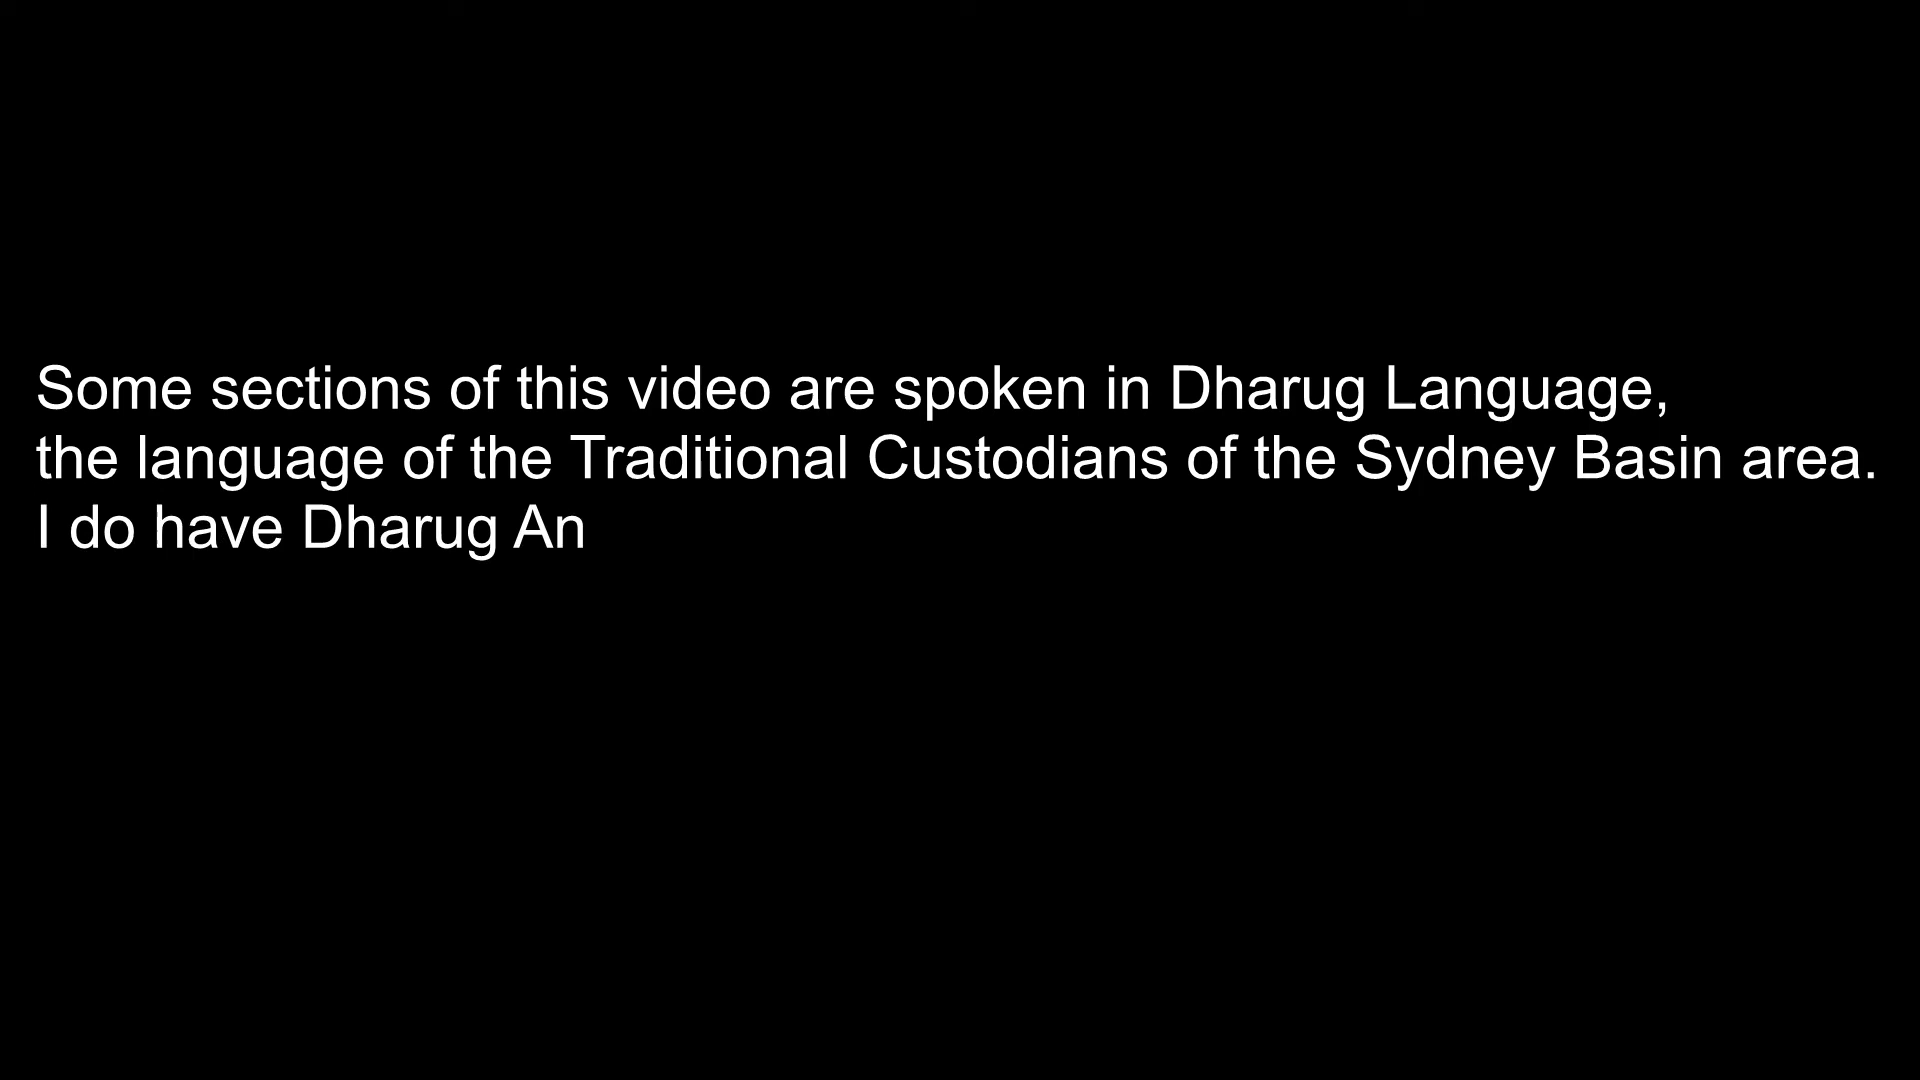 Some sections of this video are spoken in Dharug Language,
the language of the Traditional Custodians of the Sydney Basin area.
I do have Dharug An